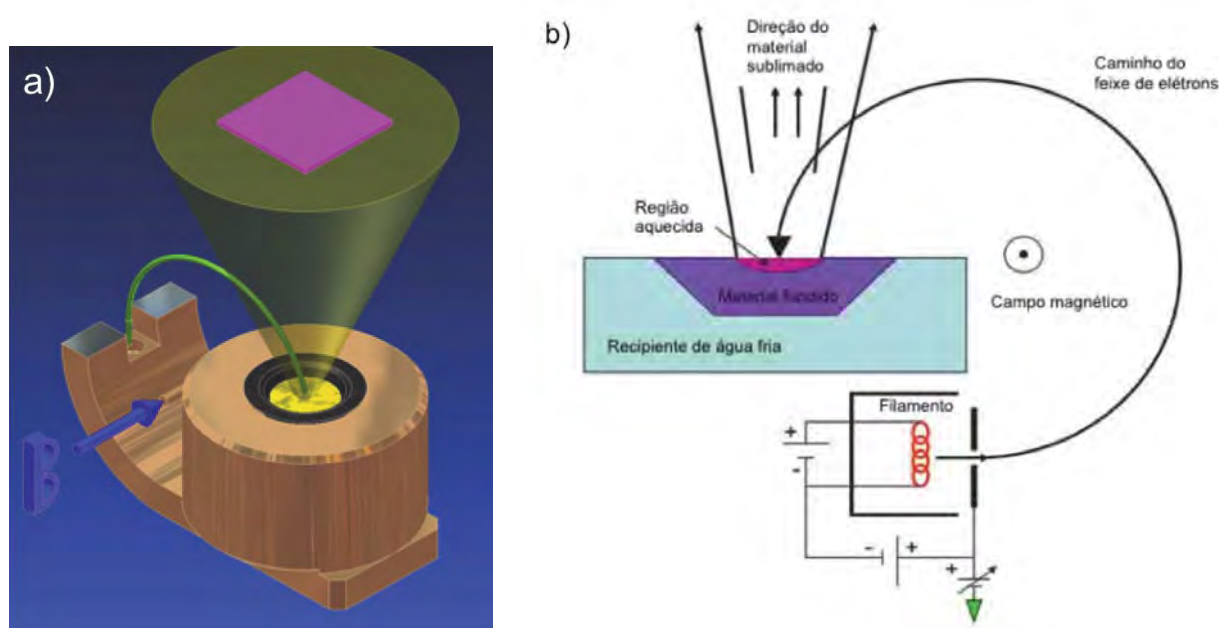 a)
B
b)
Direção do
material
sublimado
Caminho do
feixe de elétrons
Região
aquecida
Campo magnético
Material fundido
Recipiente de água fria
Filamento
+
-
- +
+